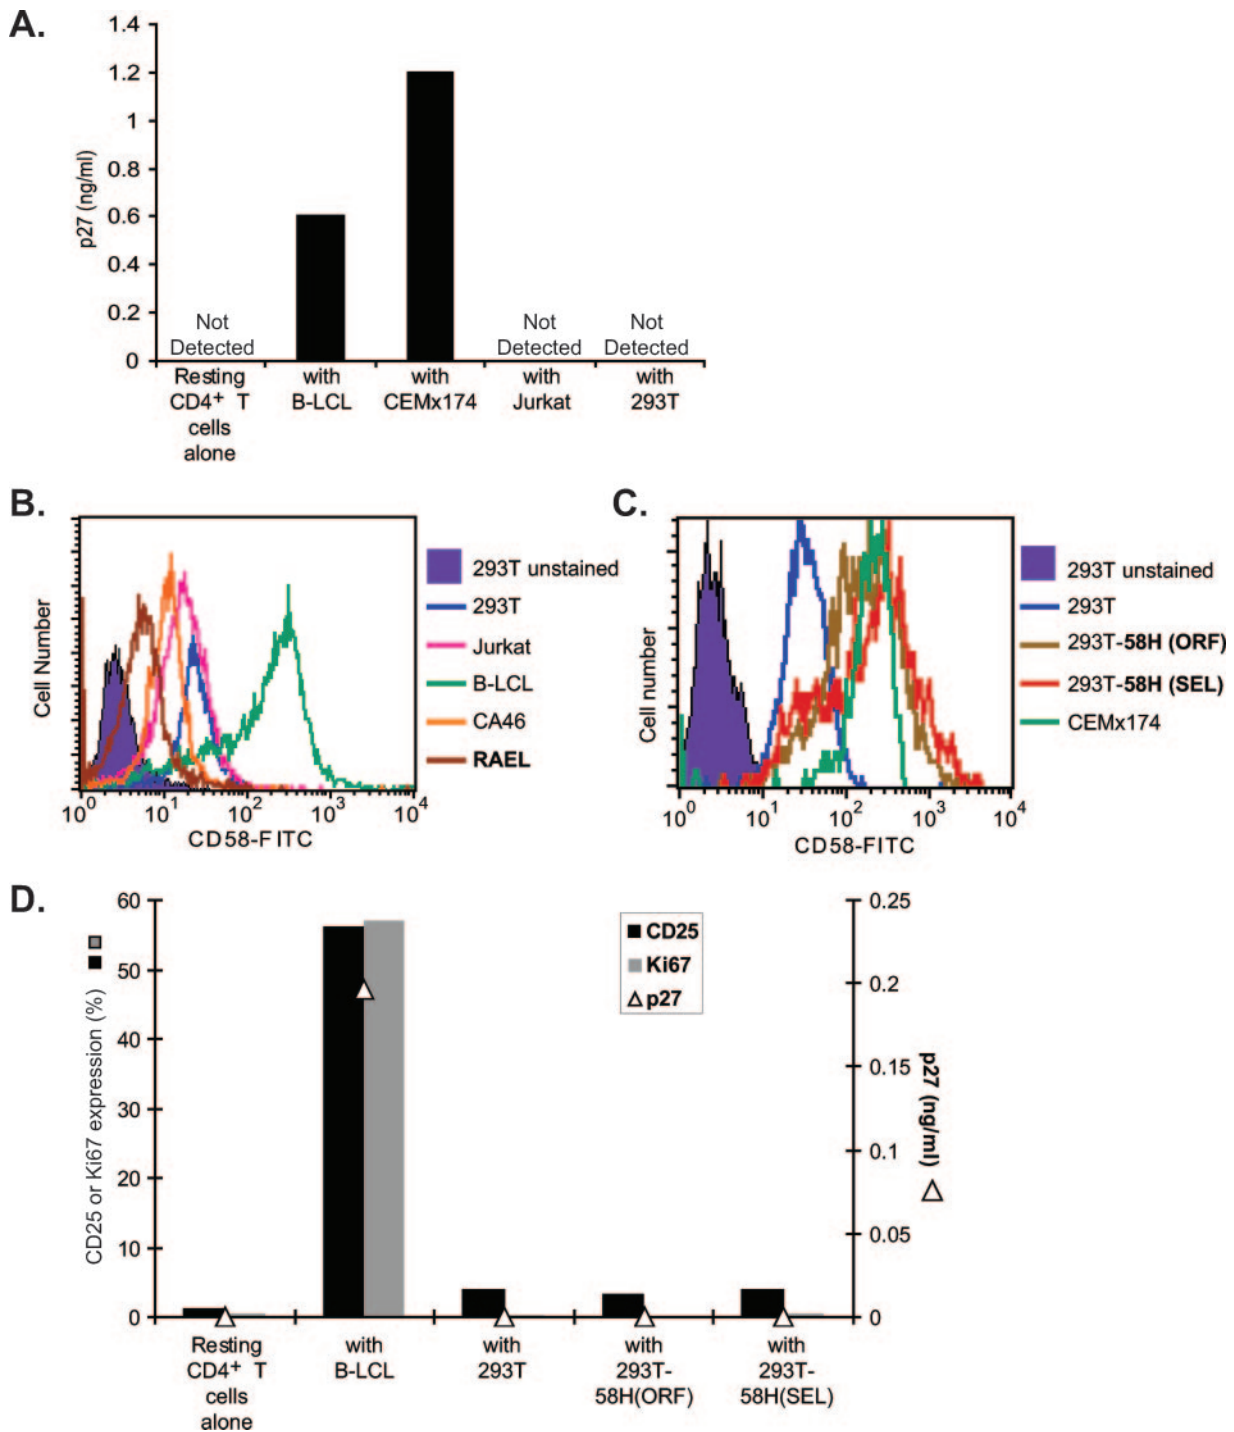 A.
1.4
1.2
1
0.8
0.6
0.4
0.2
0
p27 (ng/ml)
Not
Detected
Not
Detected
Not
Detected
Resting
CD4+ T
cells
alone
with
B-LCL
with
CEMx174
with
Jurkat
with
293T
B.
Cell Number
10^0 10^1 10^2 10^3 10^4
CD58-FITC
293T unstained
293T
Jurkat
B-LCL
CA46
RAEL
C.
Cell number
10^0 10^1 10^2 10^3 10^4
CD58-FITC
293T unstained
293T
293T-58H (ORF)
293T-58H (SEL)
CEMx174
D.
CD25 or Ki67 expression (%)
60
50
40
30
20
10
0
CD25
Ki67
p27
0.25
0.2
0.15
0.1
0.05
0
p27 (ng/ml)
Resting
CD4+ T
cells
alone
with
B-LCL
with
293T
with
293T-
58H(ORF)
with
293T-
58H(SEL)